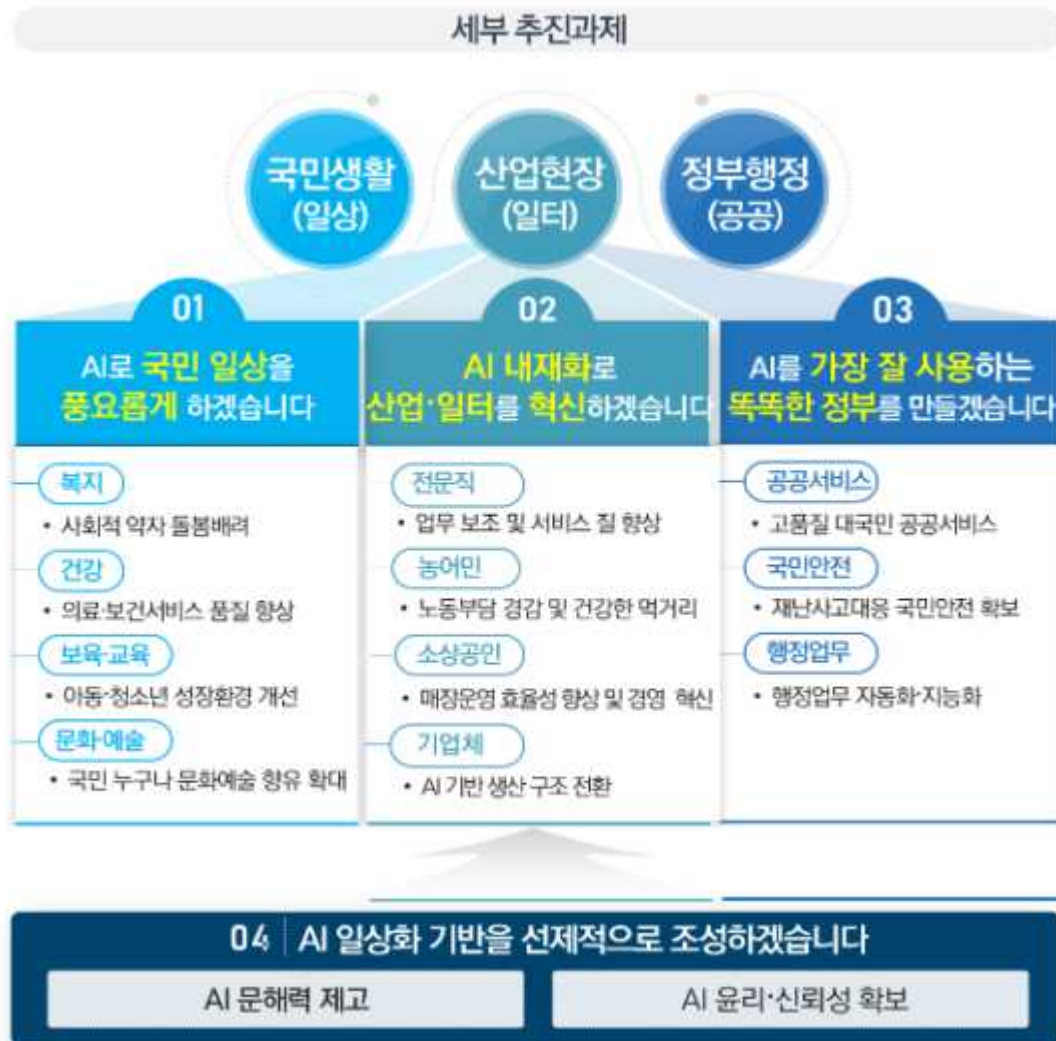 세부 추진과제
국민생활
(일상)
산업현장
(일터)
정부행정
(공공)
01
AI로 국민 일상을
풍요롭게 하겠습니다
복지
• 사회적 약자 돌봄배려
건강
• 의료·보건서비스 품질 향상
보육·교육
• 아동·청소년 성장환경 개선
문화·예술
• 국민 누구나 문화예술 향유 확대
02
AI 내재화로
산업·일터를 혁신하겠습니다
전문직
• 업무 보조 및 서비스 질 향상
농어민
• 노동부담 경감 및 건강한 먹거리
소상공인
• 매장운영 효율성 향상 및 경영 혁신
기업체
• AI 기반 생산 구조 전환
03
AI를 가장 잘 사용하는
똑똑한 정부를 만들겠습니다
공공서비스
• 고품질 대국민 공공서비스
국민안전
• 재난사고대응 국민안전 확보
행정업무
• 행정업무 자동화·지능화
04 AI 일상화 기반을 선제적으로 조성하겠습니다
AI 문해력 제고
AI 윤리·신뢰성 확보